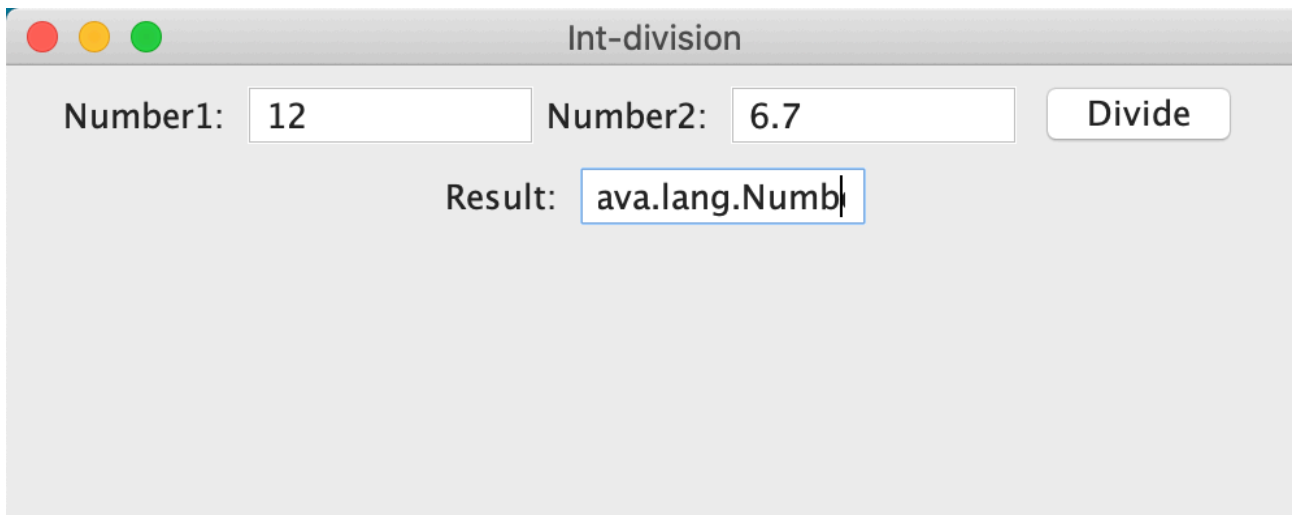 Int-division
Number1: 12 Number2: 6.7 Divide
Result: ava.lang.Numb